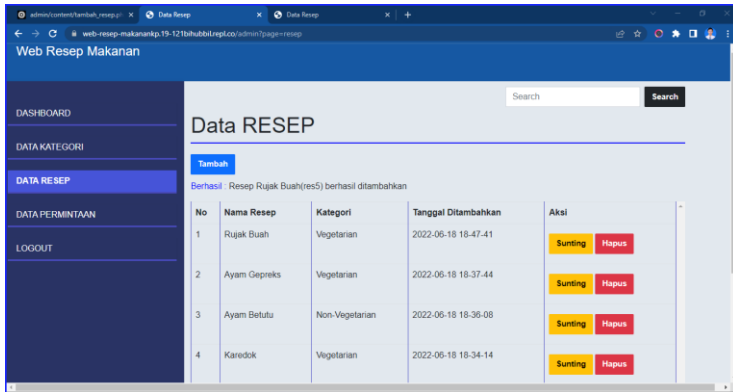 admin/content/tambah_resep.p
Data Resep
Data Resep
web-resep-makanankp.19-121bihubbil.repl.co/admin?page=resep
Web Resep Makanan
Search
Search
DASHBOARD
Data RESEP
DATA KATEGORI
Tambah
DATA RESEP
Berhasil : Resep Rujak Buah(res5) berhasil ditambahkan
DATA PERMINTAAN
LOGOUT
No Nama Resep Kategori Tanggal Ditambahkan Aksi
1 Rujak Buah Vegetarian 2022-06-18 18-47-41 Sunting Hapus
2 Ayam Gepreks Vegetarian 2022-06-18 18-37-44 Sunting Hapus
3 Ayam Betutu Non-Vegetarian 2022-06-18 18-36-08 Sunting Hapus
4 Karedok Vegetarian 2022-06-18 18-34-14 Sunting Hapus